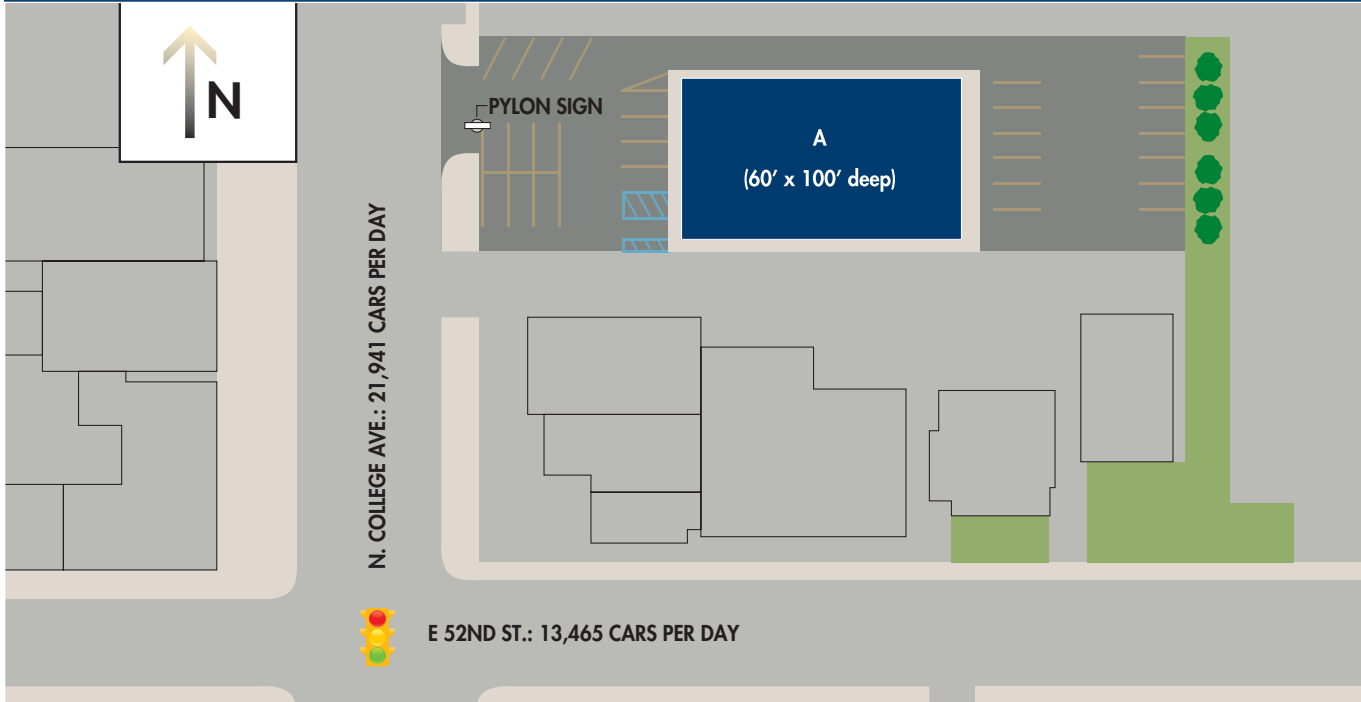 N
PYLON SIGN
A
(60' x 100' deep)
N. COLLEGE AVE.: 21,941 CARS PER DAY
E 52ND ST.: 13,465 CARS PER DAY